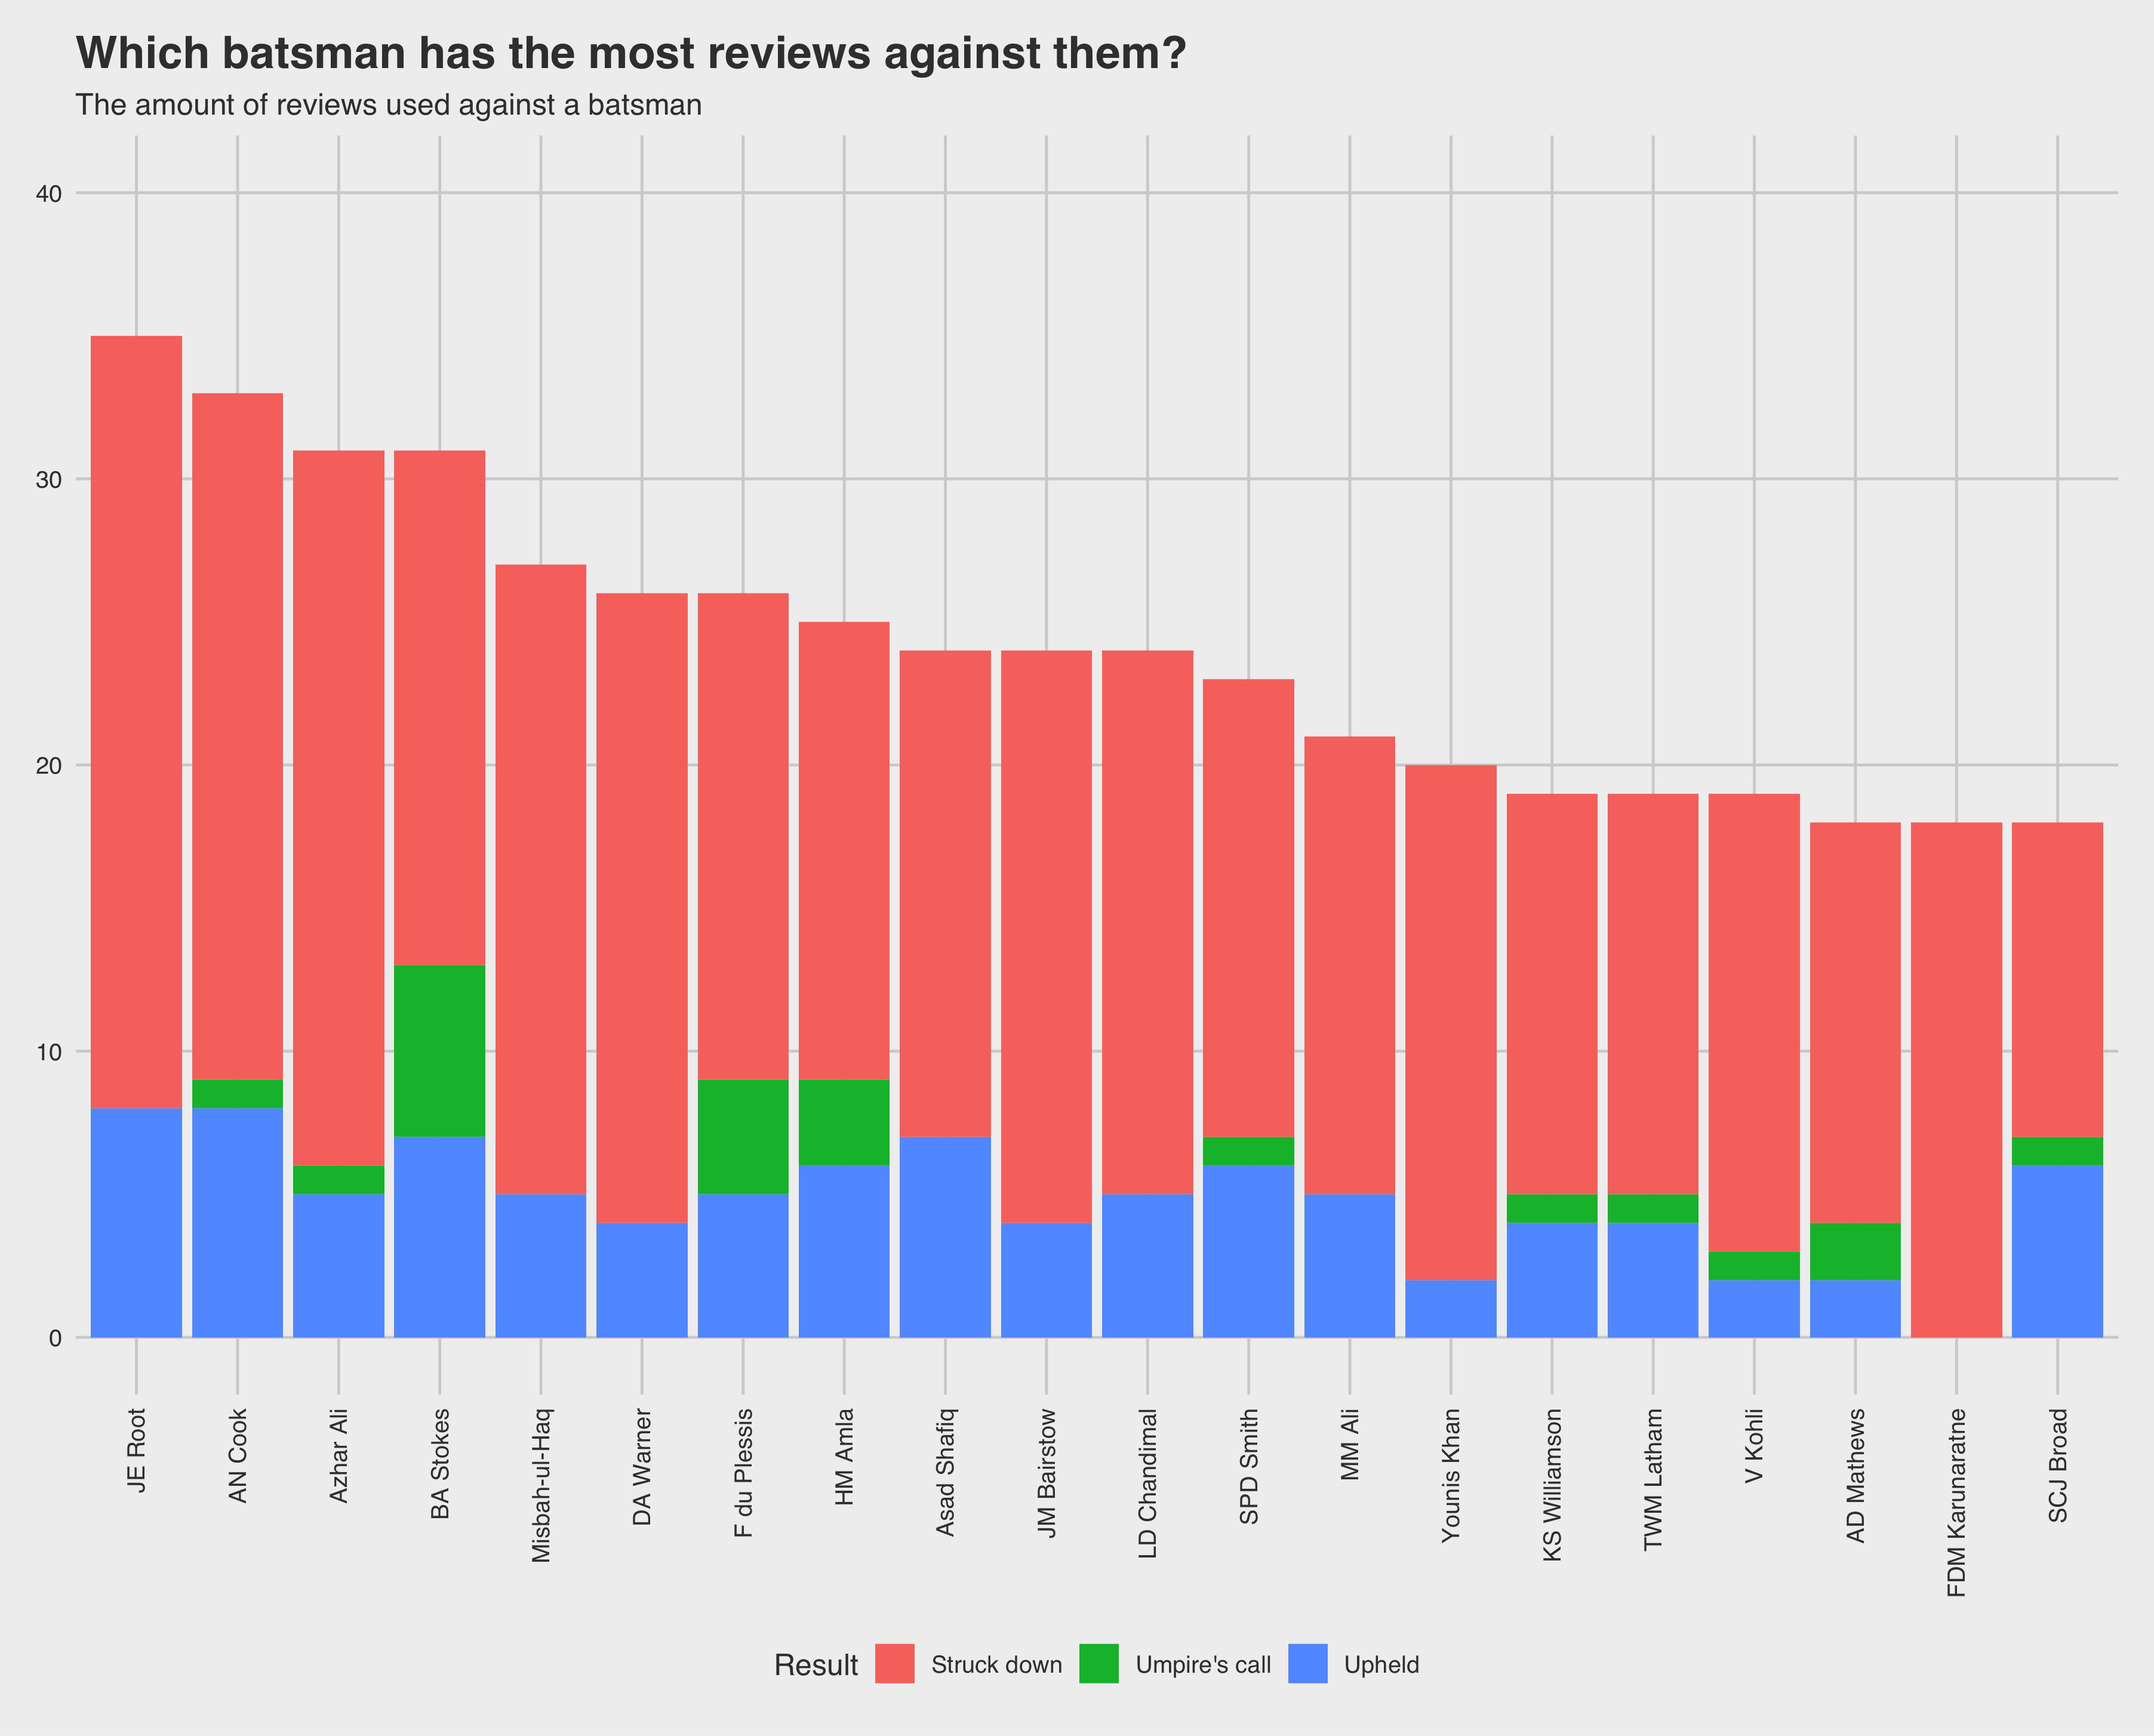 Which batsman has the most reviews against them?
The amount of reviews used against a batsman
40
30
20
10
0
JE Root
AN Cook
Azhar Ali
BA Stokes
Misbah-ul-Haq
DA Warner
F du Plessis
HM Amla
Asad Shafiq
JM Bairstow
LD Chandimal
SPD Smith
MM Ali
Younis Khan
KS Williamson
TWM Latham
V Kohli
AD Mathews
FDM Karunaratne
SCJ Broad
Result Struck down Umpire's call Upheld